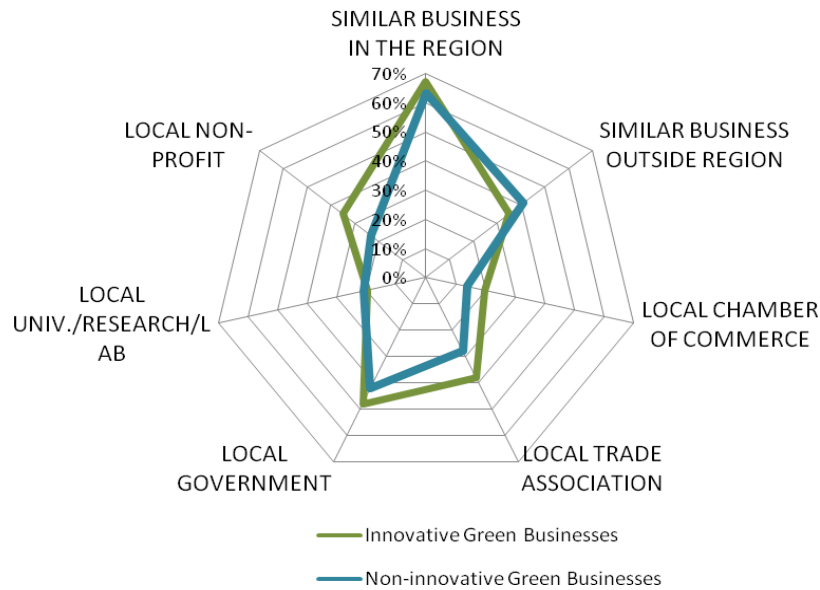 SIMILAR BUSINESS
IN THE REGION
70%
60%
50%
40%
30%
20%
10%
0%
SIMILAR BUSINESS
OUTSIDE REGION
LOCAL CHAMBER
OF COMMERCE
LOCAL TRADE
ASSOCIATION
LOCAL
GOVERNMENT
LOCAL
UNIV./RESEARCH/L
AB
LOCAL NON-
PROFIT
Innovative Green Businesses
Non-innovative Green Businesses